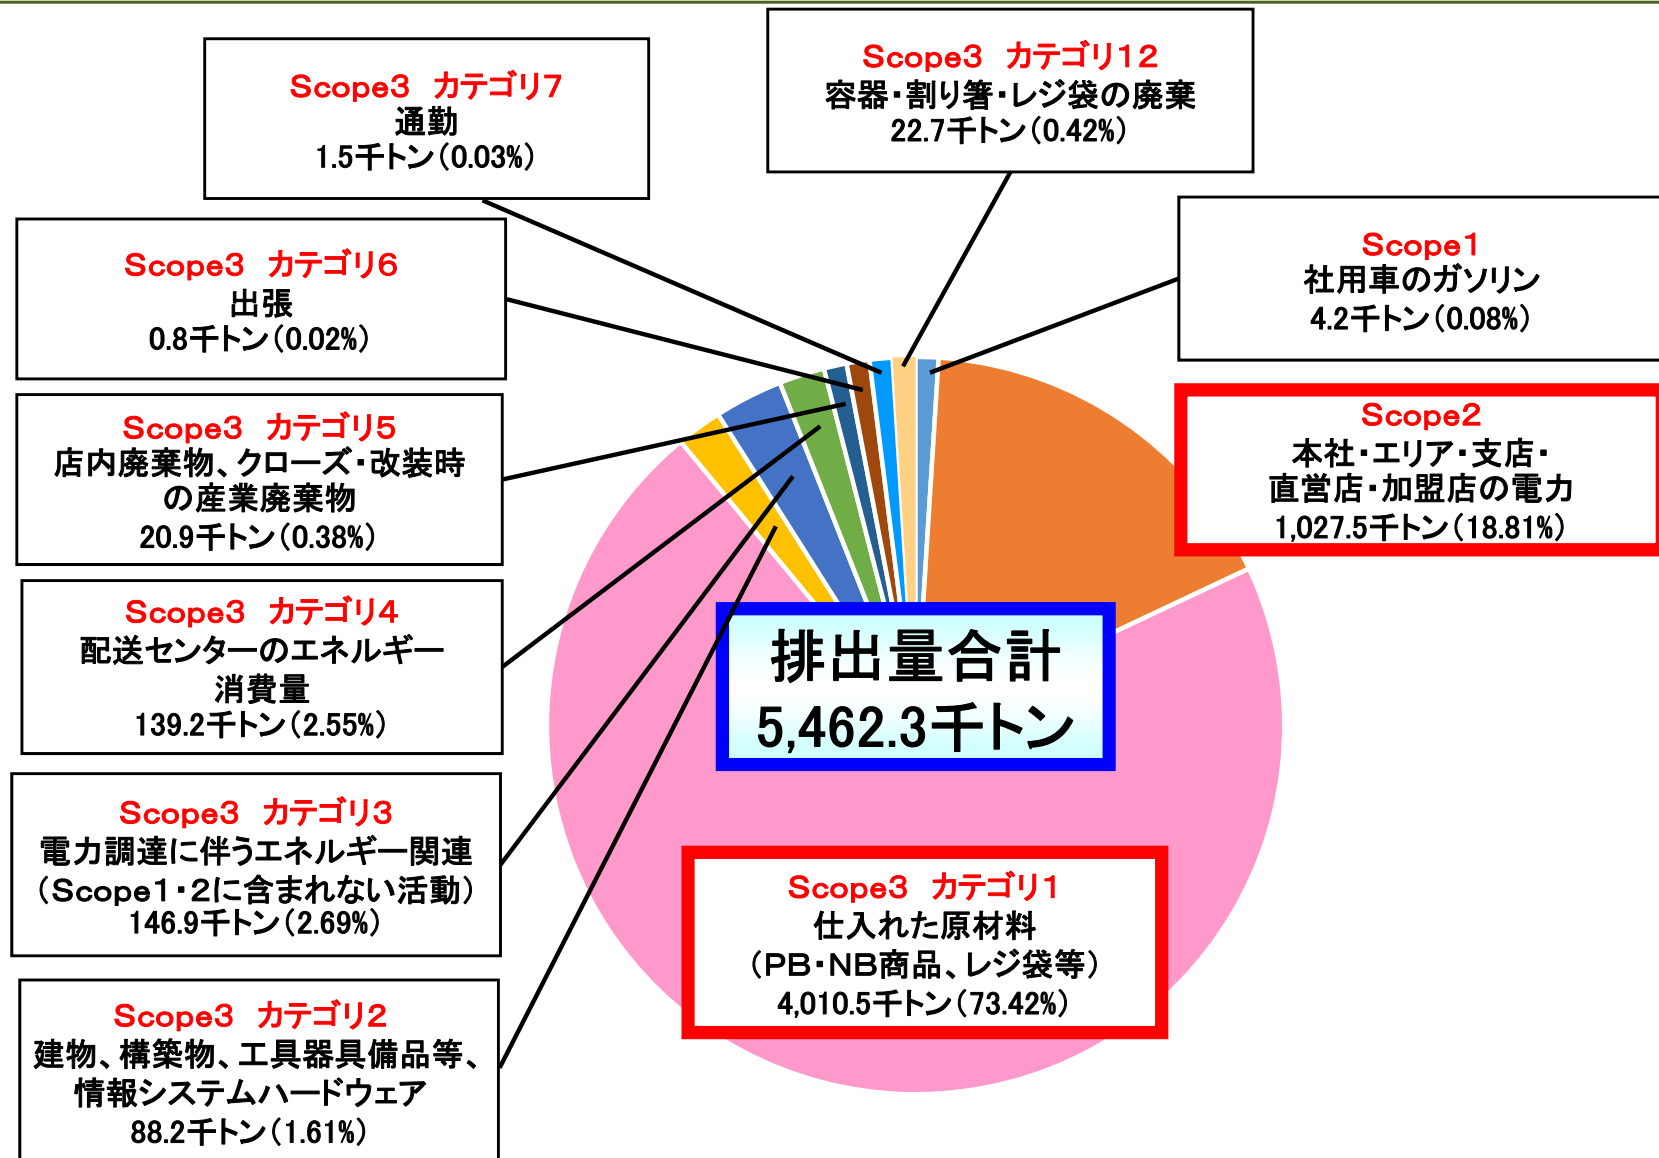 Scope3 カテゴリ7
通勤
1.5千トン(0.03%)
Scope3 カテゴリ12
容器・割り箸・レジ袋の廃棄
22.7千トン(0.42%)
Scope1
社用車のガソリン
4.2千トン(0.08%)
Scope3 カテゴリ6
出張
0.8千トン(0.02%)
Scope2
本社・エリア・支店・
直営店・加盟店の電力
1,027.5千トン(18.81%)
Scope3 カテゴリ5
店内廃棄物、クローズ・改装時
の産業廃棄物
20.9千トン(0.38%)
Scope3 カテゴリ4
配送センターのエネルギー
消費量
139.2千トン(2.55%)
排出量合計
5,462.3千トン
Scope3 カテゴリ3
電力調達に伴うエネルギー関連
(Scope1・2に含まれない活動)
146.9千トン(2.69%)
Scope3 カテゴリ1
仕入れた原材料
(PB・NB商品、レジ袋等)
4,010.5千トン(73.42%)
Scope3 カテゴリ2
建物、構築物、工具器具備品等、
情報システムハードウェア
88.2千トン(1.61%)